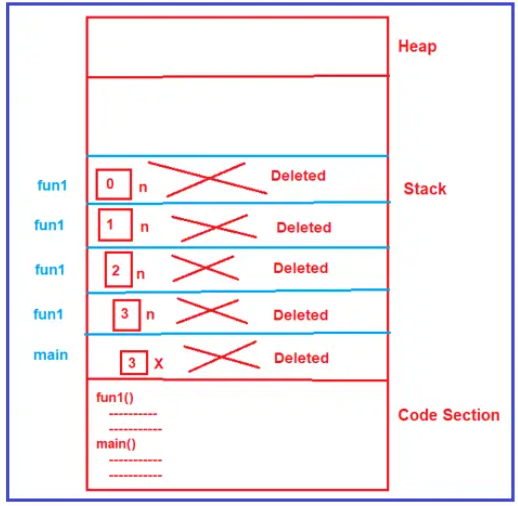 Heap
fun1 0 n Deleted
Stack
fun1 1 n Deleted
fun1 2 n Deleted
fun1 3 n Deleted
main 3 X Deleted
fun1()
----------
-----------
Code Section
main()
-----------
-----------